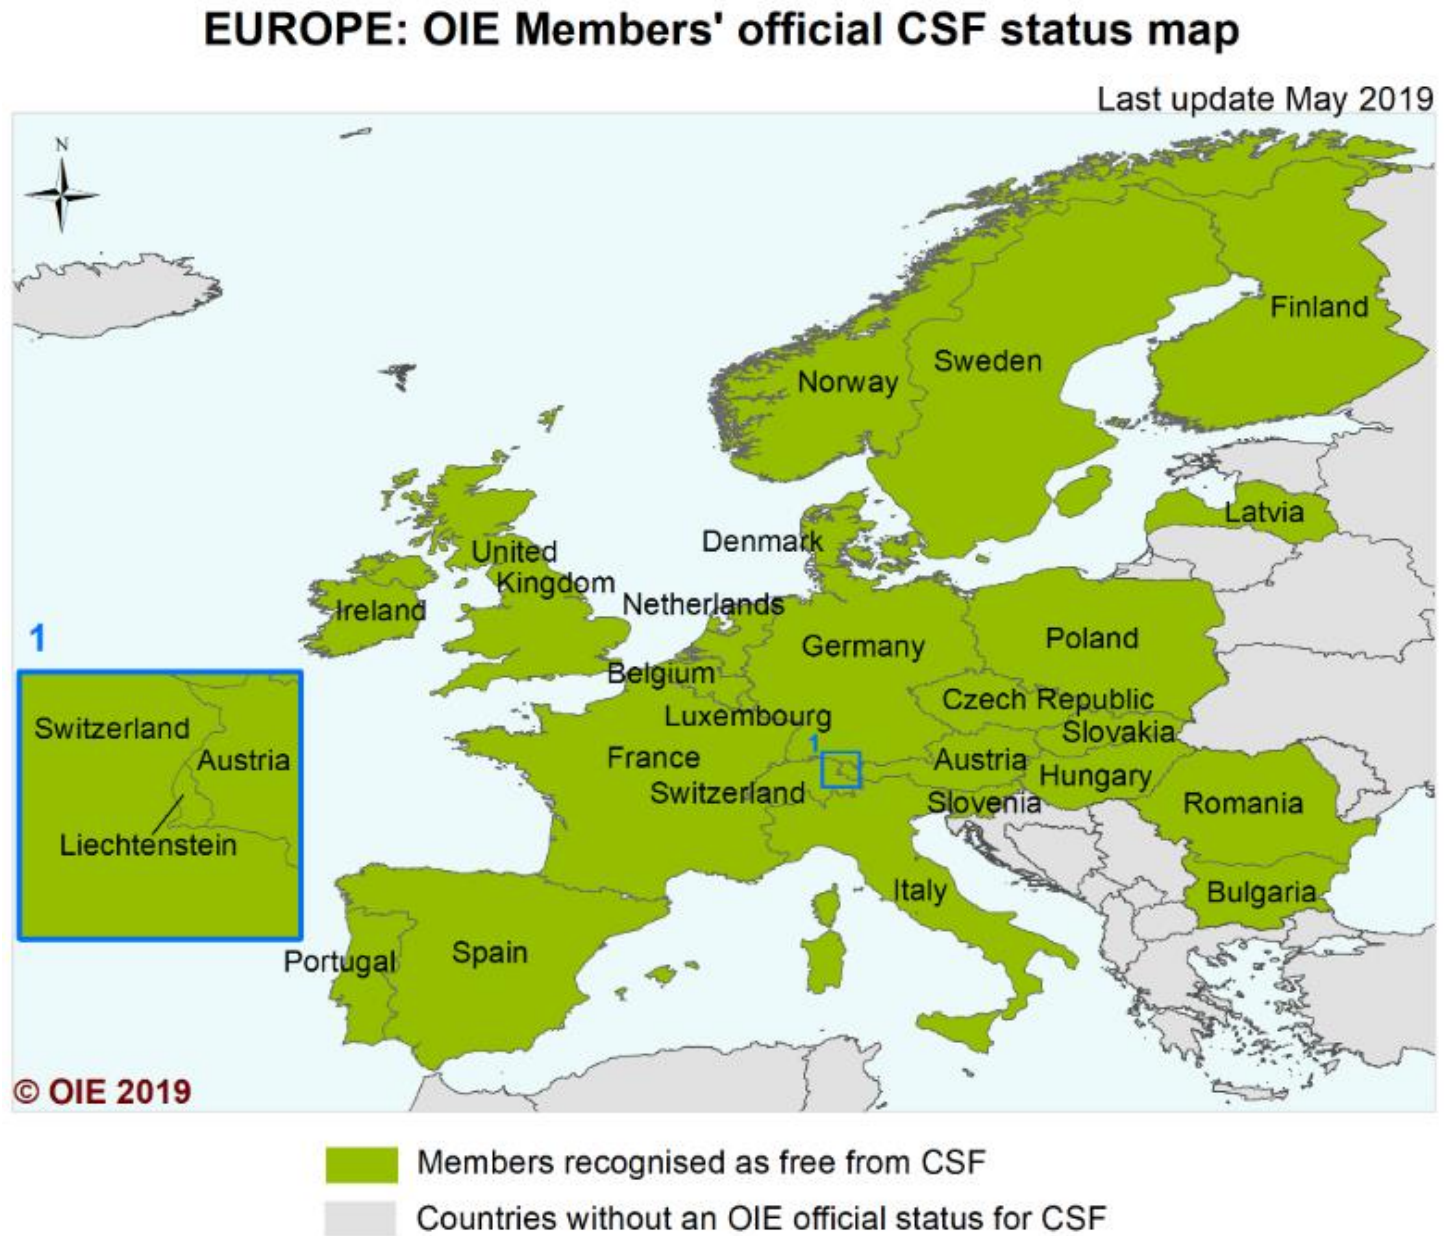 EUROPE: OIE Members' official CSF status map
Last update May 2019
N
Finland
Sweden
Norway
Latvia
Denmark
United
Kingdom
Netherlands
Ireland
1
Germany
Poland
Belgium
Czech Republic
Luxembourg
Slovakia
Switzerland
Austria
France
1
Austria
Hungary
Switzerland
Slovenia
Romania
Liechtenstein
Italy
Bulgaria
Portugal
Spain
© OIE 2019
Members recognised as free from CSF
Countries without an OIE official status for CSF